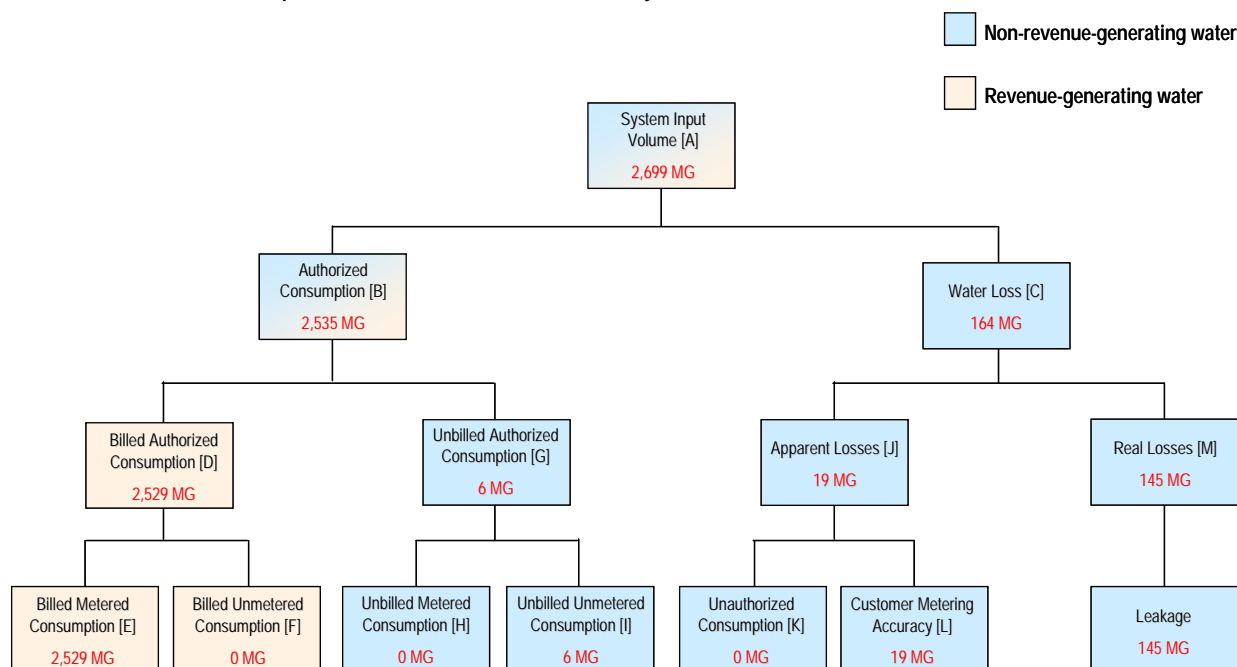 Non-revenue-generating water
Revenue-generating water
System Input
Volume [A]
2,699 MG
Authorized
Consumption [B]
2,535 MG
Water Loss [C]
164 MG
Billed Authorized
Consumption [D]
2,529 MG
Unbilled Authorized
Consumption [G]
6 MG
Apparent Losses [J]
19 MG
Real Losses [M]
145 MG
Billed Metered
Consumption [E]
2,529 MG
Billed Unmetered
Consumption [F]
0 MG
Unbilled Metered
Consumption [H]
0 MG
Unbilled Unmetered
Consumption [I]
6 MG
Unauthorized
Consumption [K]
0 MG
Customer Metering
Accuracy [L]
19 MG
Leakage
145 MG